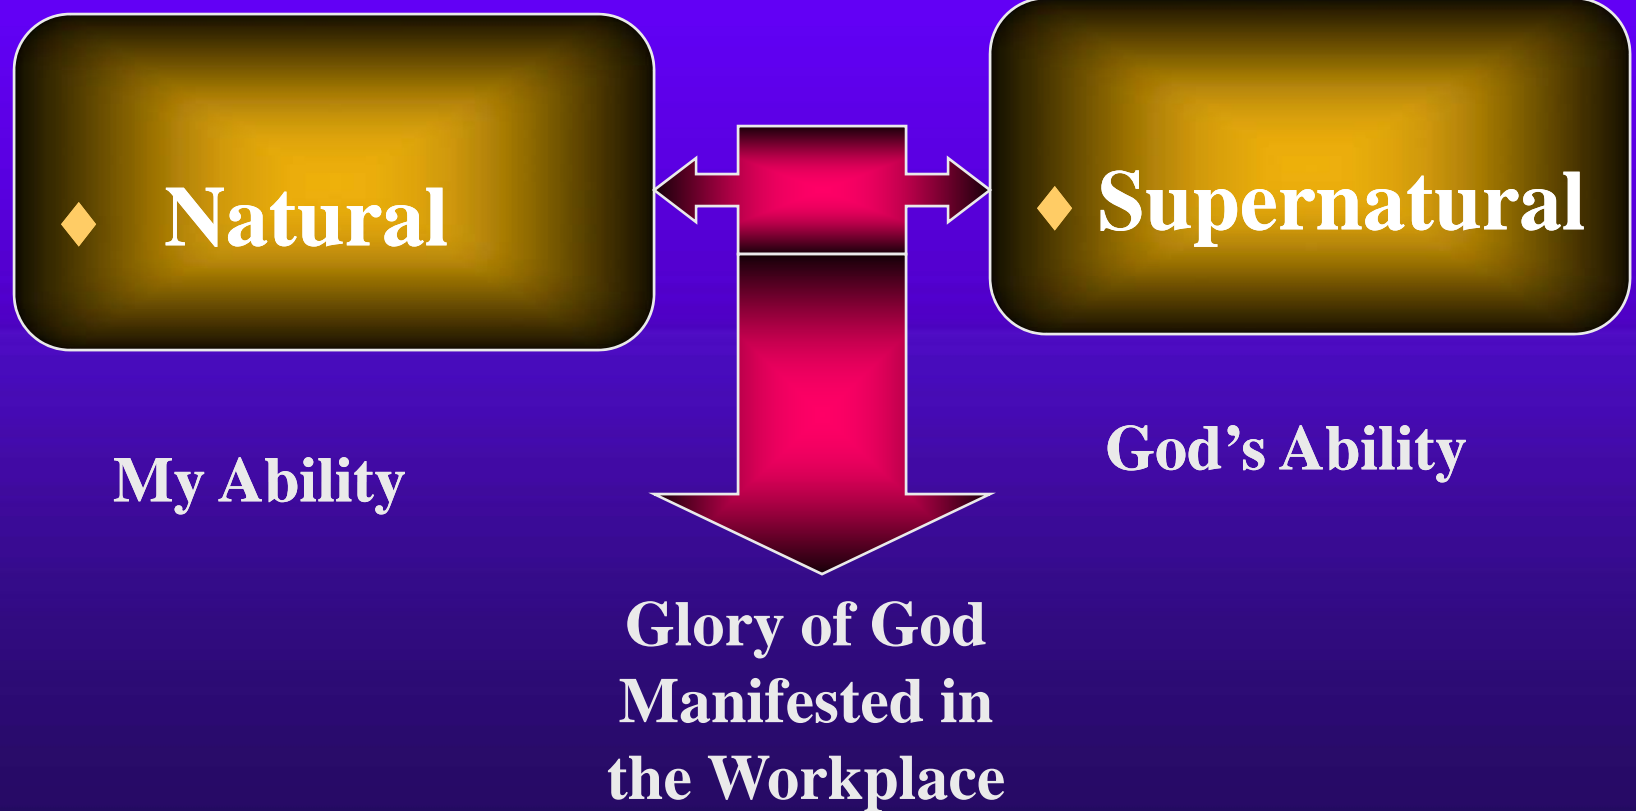 ♦ Natural
♦ Supernatural
My Ability
God’s Ability
Glory of God
Manifested in
the Workplace